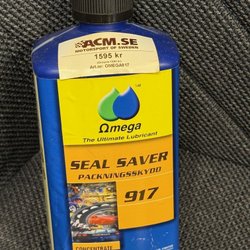 ACM.SE
MOTORSPORT OF SWEDEN
1595 kr
Art.nr: OMEGA917
TM
Ωmega
The Ultimate Lubricant
SEAL SAVER
PACKNINGSSKYDD
917
CONCENTRATE